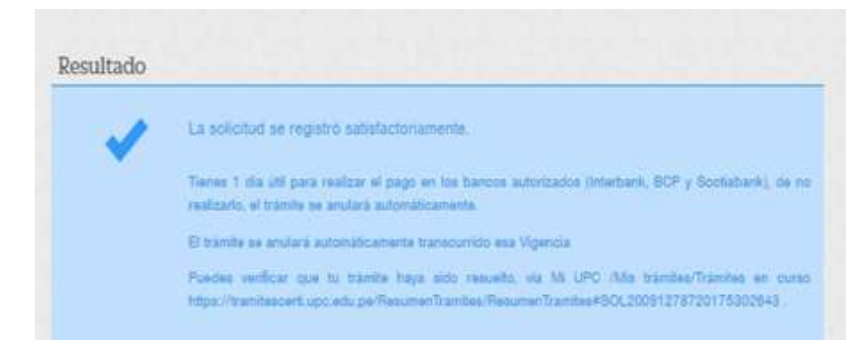 Resultado
La solicitud se registró satisfactoriamente.
Tienes 1 día útil para realizar el pago en los bancos autorizados (Interbank, BCP y Scotiabank), de no
realizarlo, el trámite se anulará automáticamente.
El trámite se anulará automáticamente transcurrido esa Vigencia
Puedes verificar que tu trámite haya sido resuelto, vía Mi UPC /Mis trámites/Trámites en curso
https://tramitescerti.upc.edu.pe/ResumenTramites/ResumenTramites#SOL20091278720175302643 .